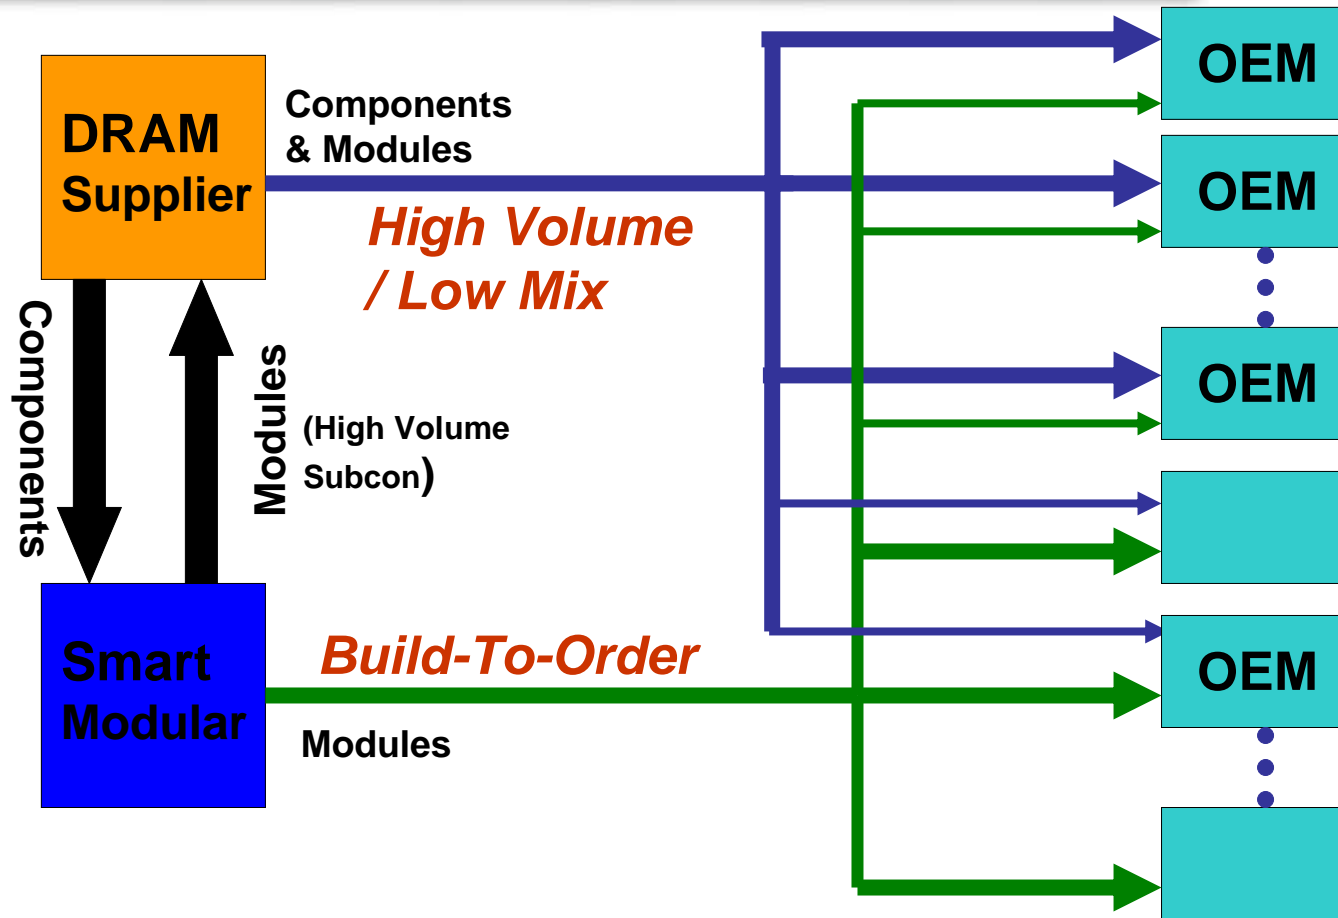 DRAM
Supplier
Components
& Modules
High Volume
/ Low Mix
OEM
OEM
OEM
Components
Modules
(High Volume
Subcon)
Smart
Modular
Build-To-Order
Modules
OEM